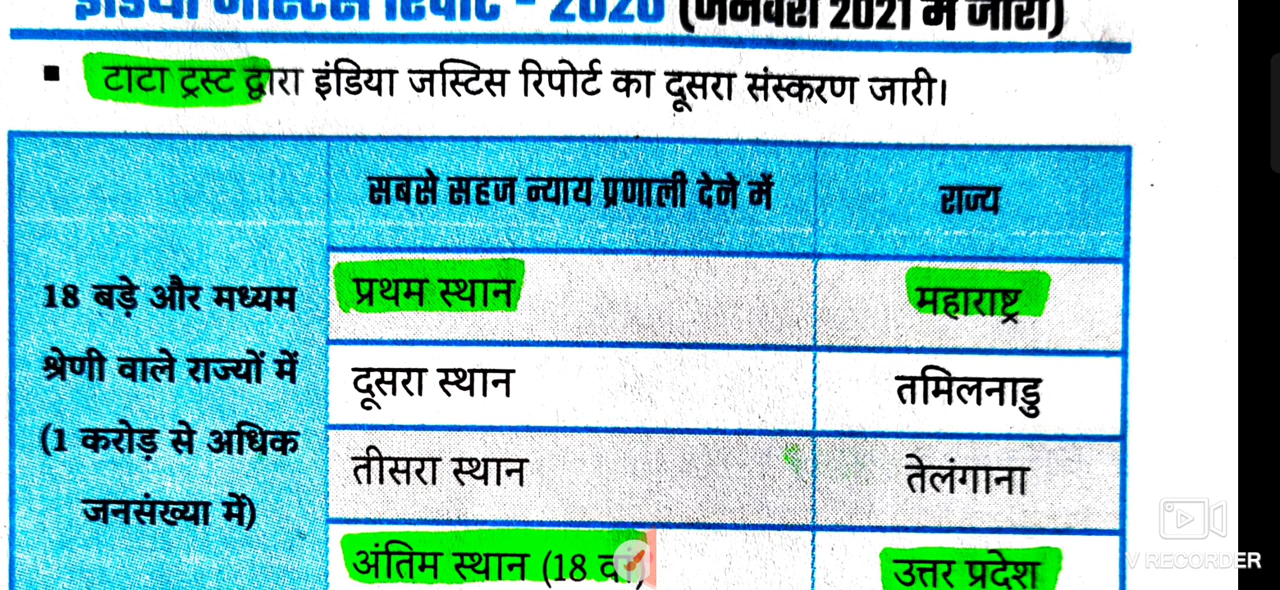 इंडिया जस्टिस रिपोर्ट - 2020 (जनवरी 2021 में जारी)
▪ टाटा ट्रस्ट द्वारा इंडिया जस्टिस रिपोर्ट का दूसरा संस्करण जारी।
सबसे सहज न्याय प्रणाली देने में राज्य
18 बड़े और मध्यम
श्रेणी वाले राज्यों में
(1 करोड़ से अधिक
जनसंख्या में)
प्रथम स्थान महाराष्ट्र
दूसरा स्थान तमिलनाडु
तीसरा स्थान तेलंगाना
अंतिम स्थान (18 वां) उत्तर प्रदेश
V RECORDER